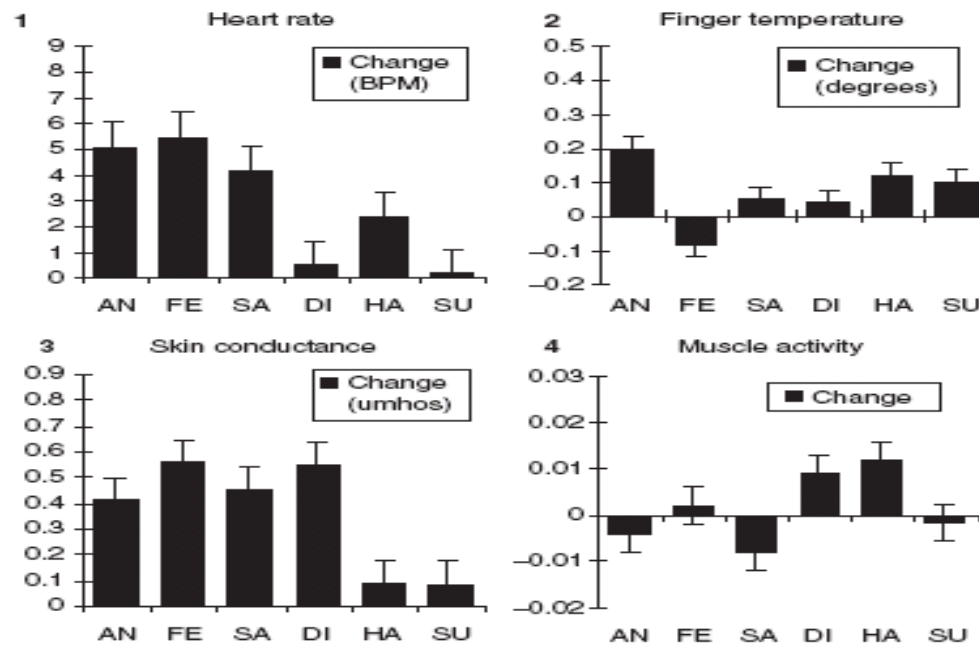 1 Heart rate
9
8
7
6
5
4
3
2
1
0
Change
(BPM)
AN FE SA DI HA SU
2 Finger temperature
0.5
0.4
0.3
0.2
0.1
0
–0.1
–0.2
Change
(degrees)
AN FE SA DI HA SU
3 Skin conductance
0.9
0.8
0.7
0.6
0.5
0.4
0.3
0.2
0.1
0
Change
(umhos)
AN FE SA DI HA SU
4 Muscle activity
0.03
0.02
0.01
0
–0.01
–0.02
Change
AN FE SA DI HA SU